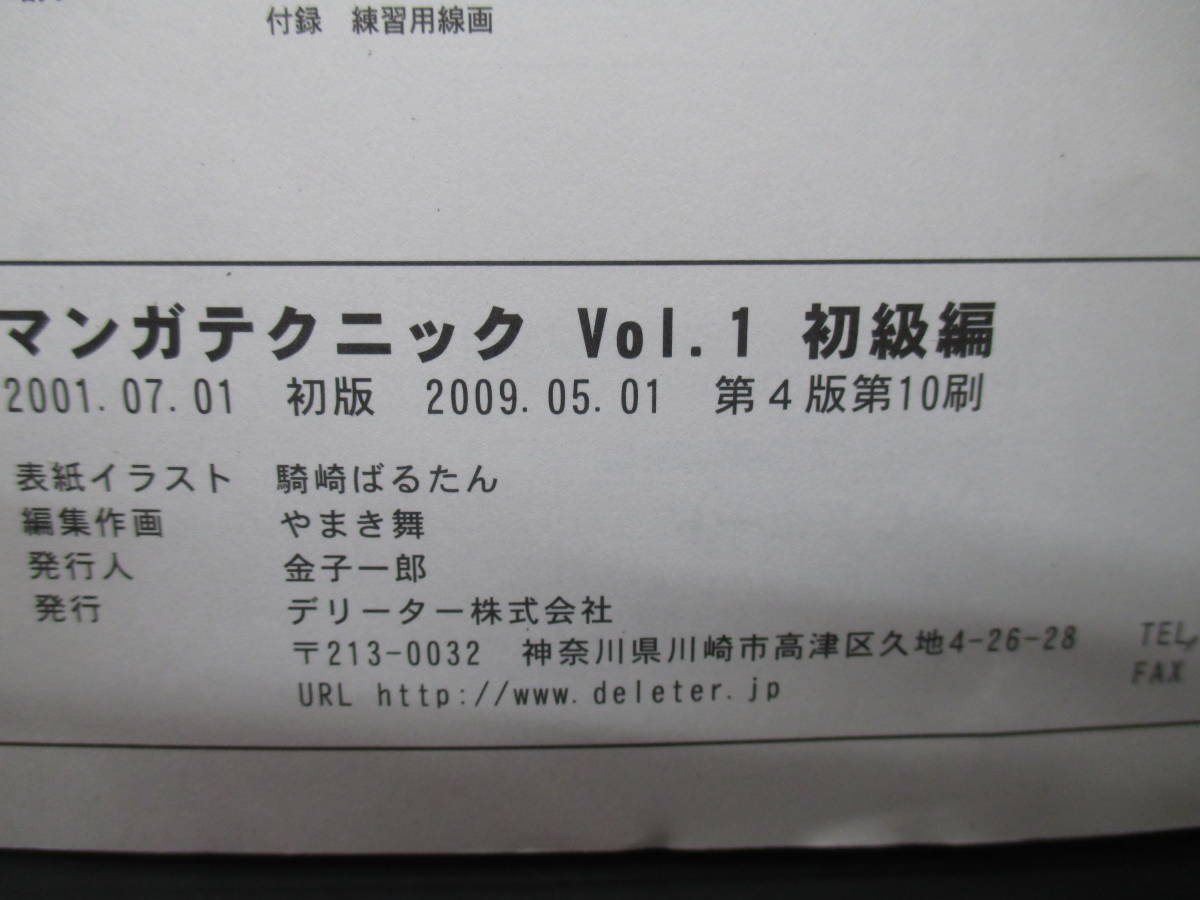 付録　練習用線画
マンガテクニック Vol.1 初級編
2001.07.01　初版　2009.05.01　第４版第10刷
表紙イラスト　騎崎ばるたん
編集作画　やまき舞
発行人　金子一郎
発行　デリーター株式会社
〒213-0032　神奈川県川崎市高津区久地4-26-28　TEL
FAX
URL http://www.deleter.jp